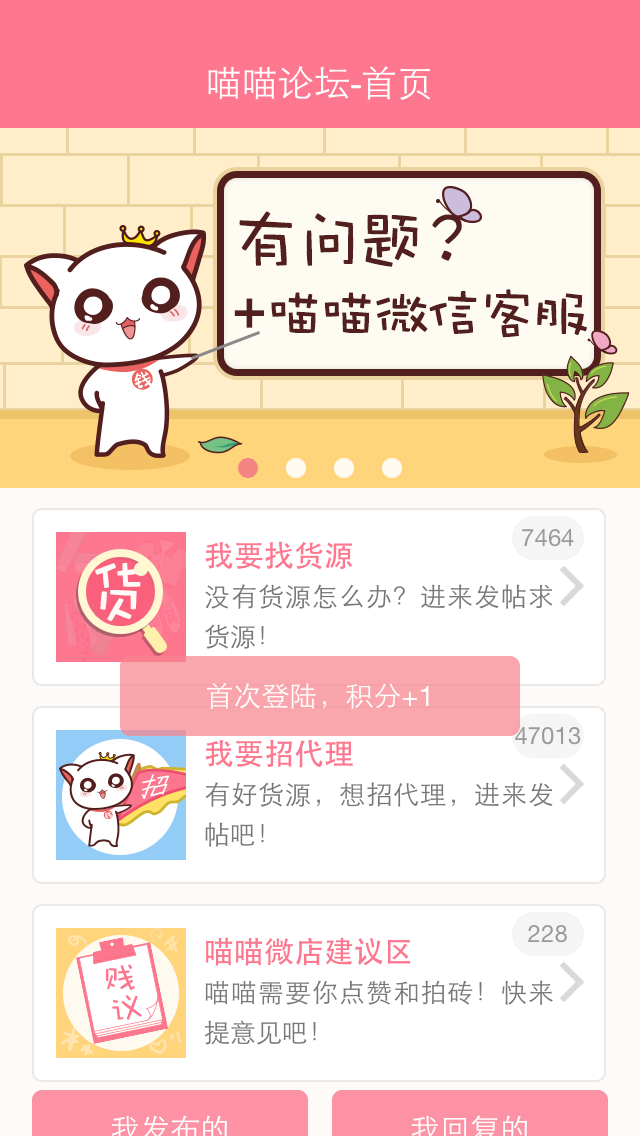 喵喵论坛-首页
有问题？
+喵喵微信客服
钱
货
我要找货源
7464
没有货源怎么办？进来发帖求
货源！
首次登陆，积分+1
招
我要招代理
47013
有好货源，想招代理，进来发
帖吧！
贱
议
喵喵微店建议区
228
喵喵需要你点赞和拍砖！快来
提意见吧！
我发布的
我回复的